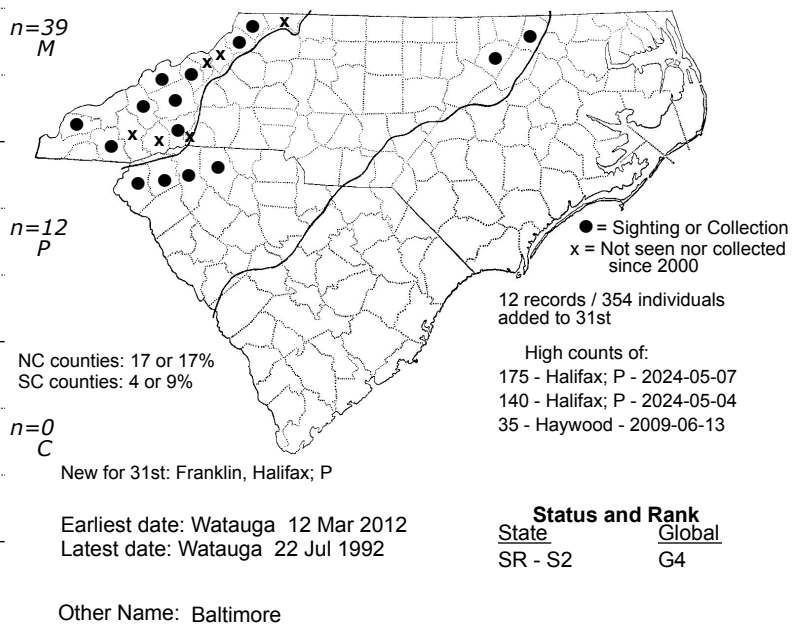 n=39
M
n=12
P
n=0
C
● = Sighting or Collection
x = Not seen nor collected
since 2000
12 records / 354 individuals
added to 31st
High counts of:
175 - Halifax; P - 2024-05-07
140 - Halifax; P - 2024-05-04
35 - Haywood - 2009-06-13
NC counties: 17 or 17%
SC counties: 4 or 9%
New for 31st: Franklin, Halifax; P
Earliest date: Watauga 12 Mar 2012
Latest date: Watauga 22 Jul 1992
Status and Rank
State Global
SR - S2 G4
Other Name: Baltimore